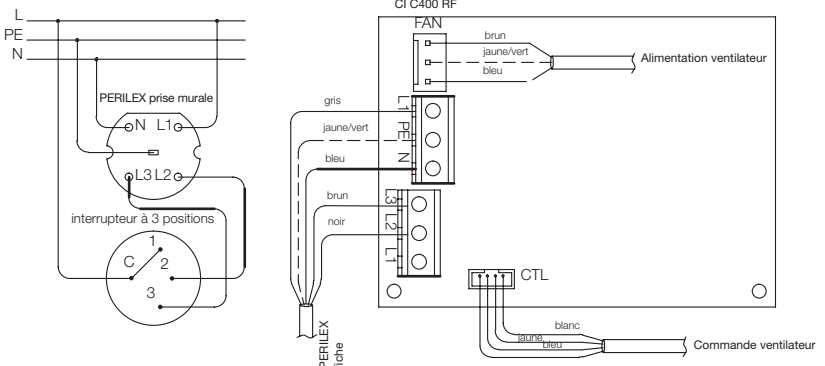 L
PE
N
PERILEX prise murale
N L1
L3 L2
interrupteur à 3 positions
1
C 2
3
CI C400 RF
FAN
brun
jaune/vert
bleu
Alimentation ventilateur
gris
jaune/vert
bleu
brun
noir
L1
PE
N
L3
L2
L1
PERILEX
fiche
CTL
blanc
jaune
bleu
Commande ventilateur